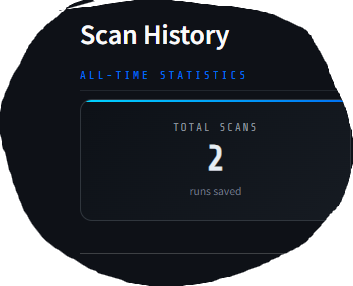 Scan History
ALL-TIME STATISTICS
TOTAL SCANS
2
runs saved